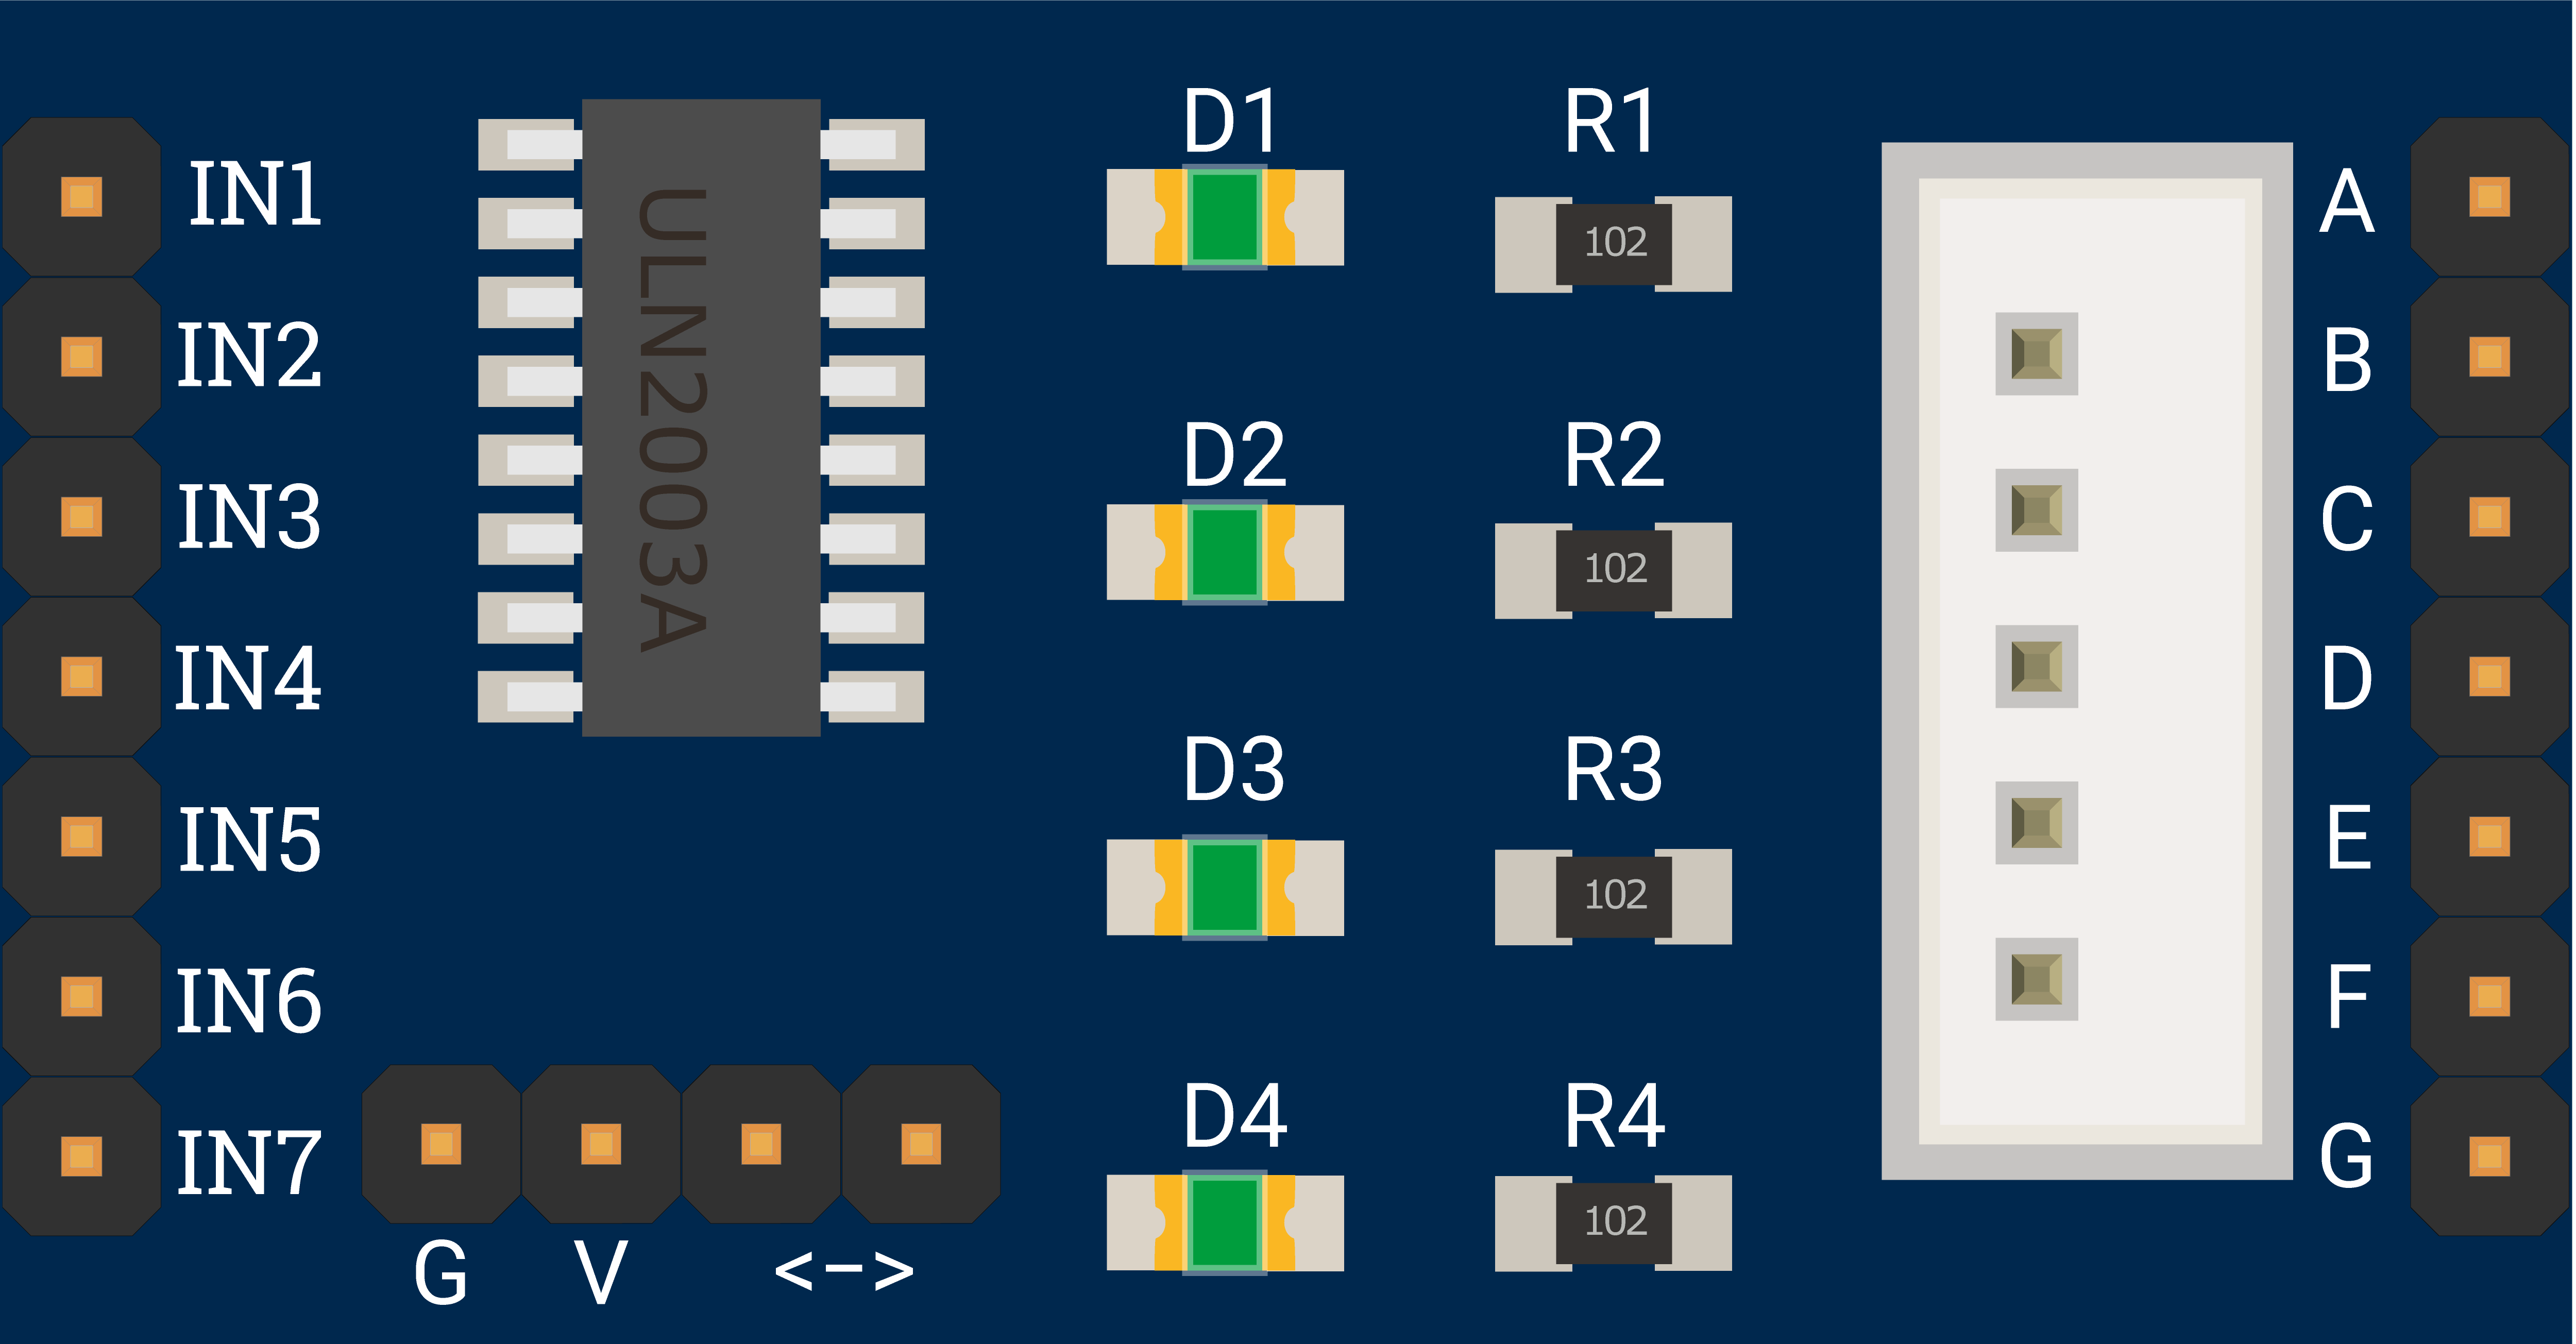 IN1
IN2
IN3
IN4
IN5
IN6
IN7
ULN2003A
G V <->
D1 R1
102
D2 R2
102
D3 R3
102
D4 R4
102
A
B
C
D
E
F
G